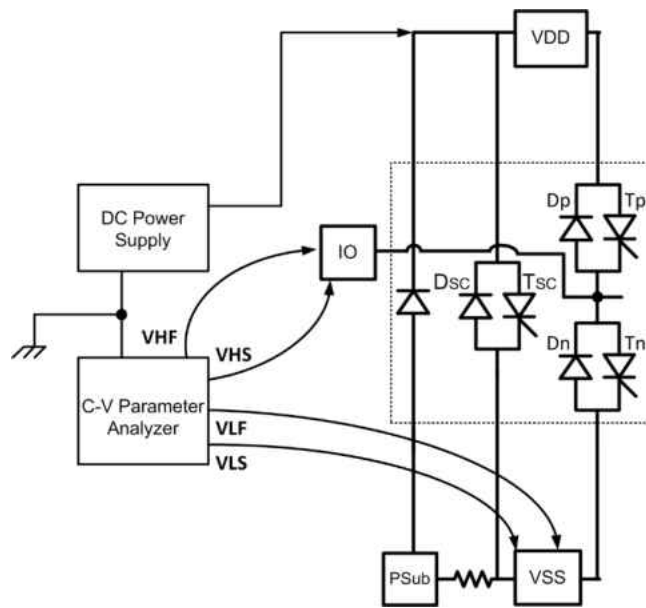 VDD
DC Power
Supply
IO
Dp
Tp
DSC
TSC
VHF
VHS
Dn
Tn
C-V Parameter
Analyzer
VLF
VLS
PSub
VSS